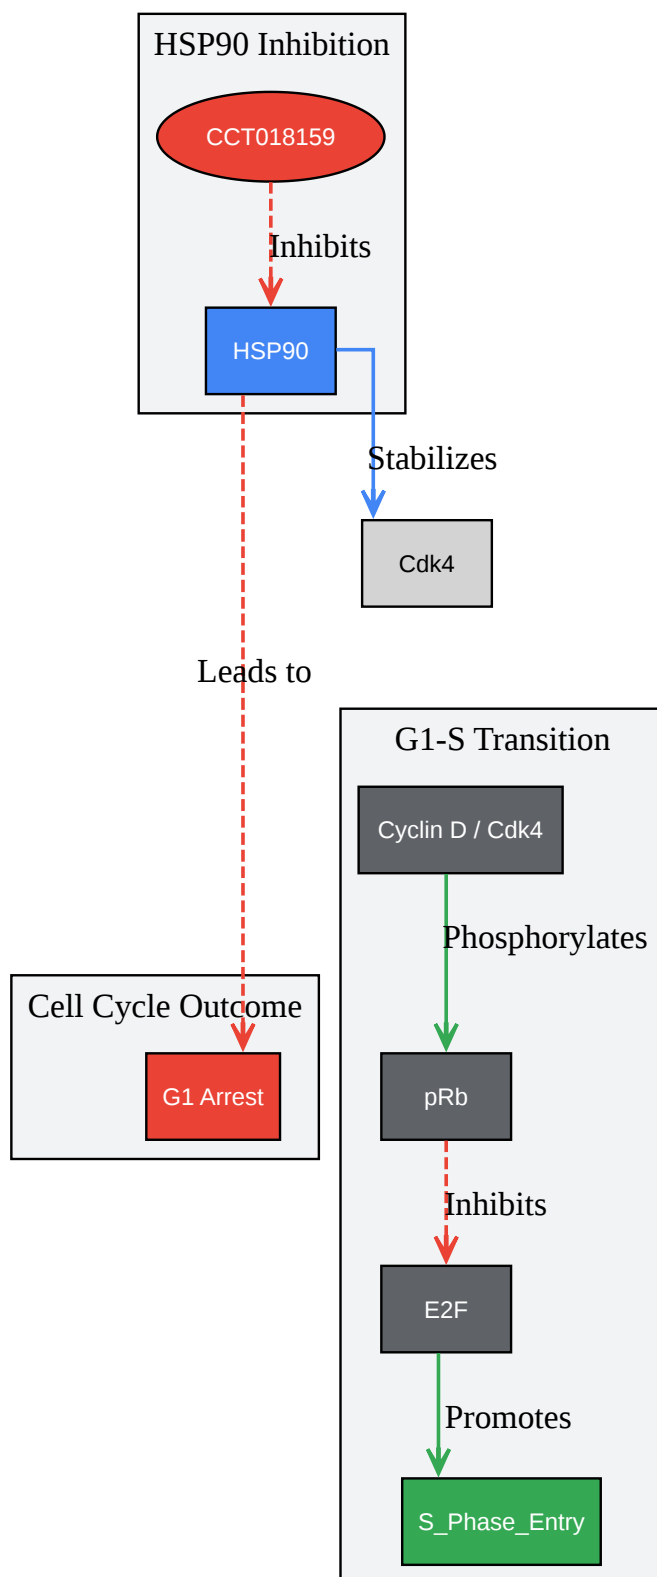 HSP90 Inhibition
CCT018159
Inhibits
HSP90
Stabilizes
Cdk4
Leads to
G1-S Transition
Cyclin D / Cdk4
Phosphorylates
Cell Cycle Outcome
G1 Arrest
pRb
Inhibits
E2F
Promotes
S_Phase_Entry